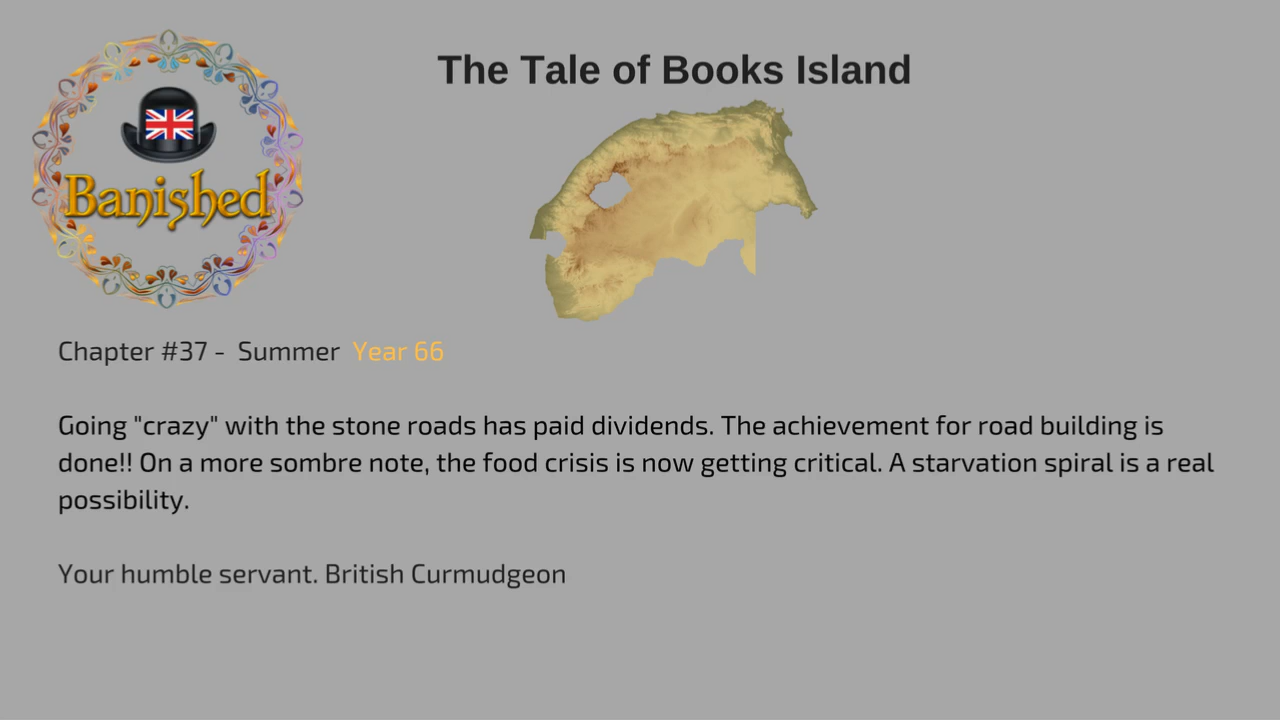 The Tale of Books Island
Banished
Chapter #37 - Summer Year 66
Going "crazy" with the stone roads has paid dividends. The achievement for road building is
done!! On a more sombre note, the food crisis is now getting critical. A starvation spiral is a real
possibility.
Your humble servant. British Curmudgeon